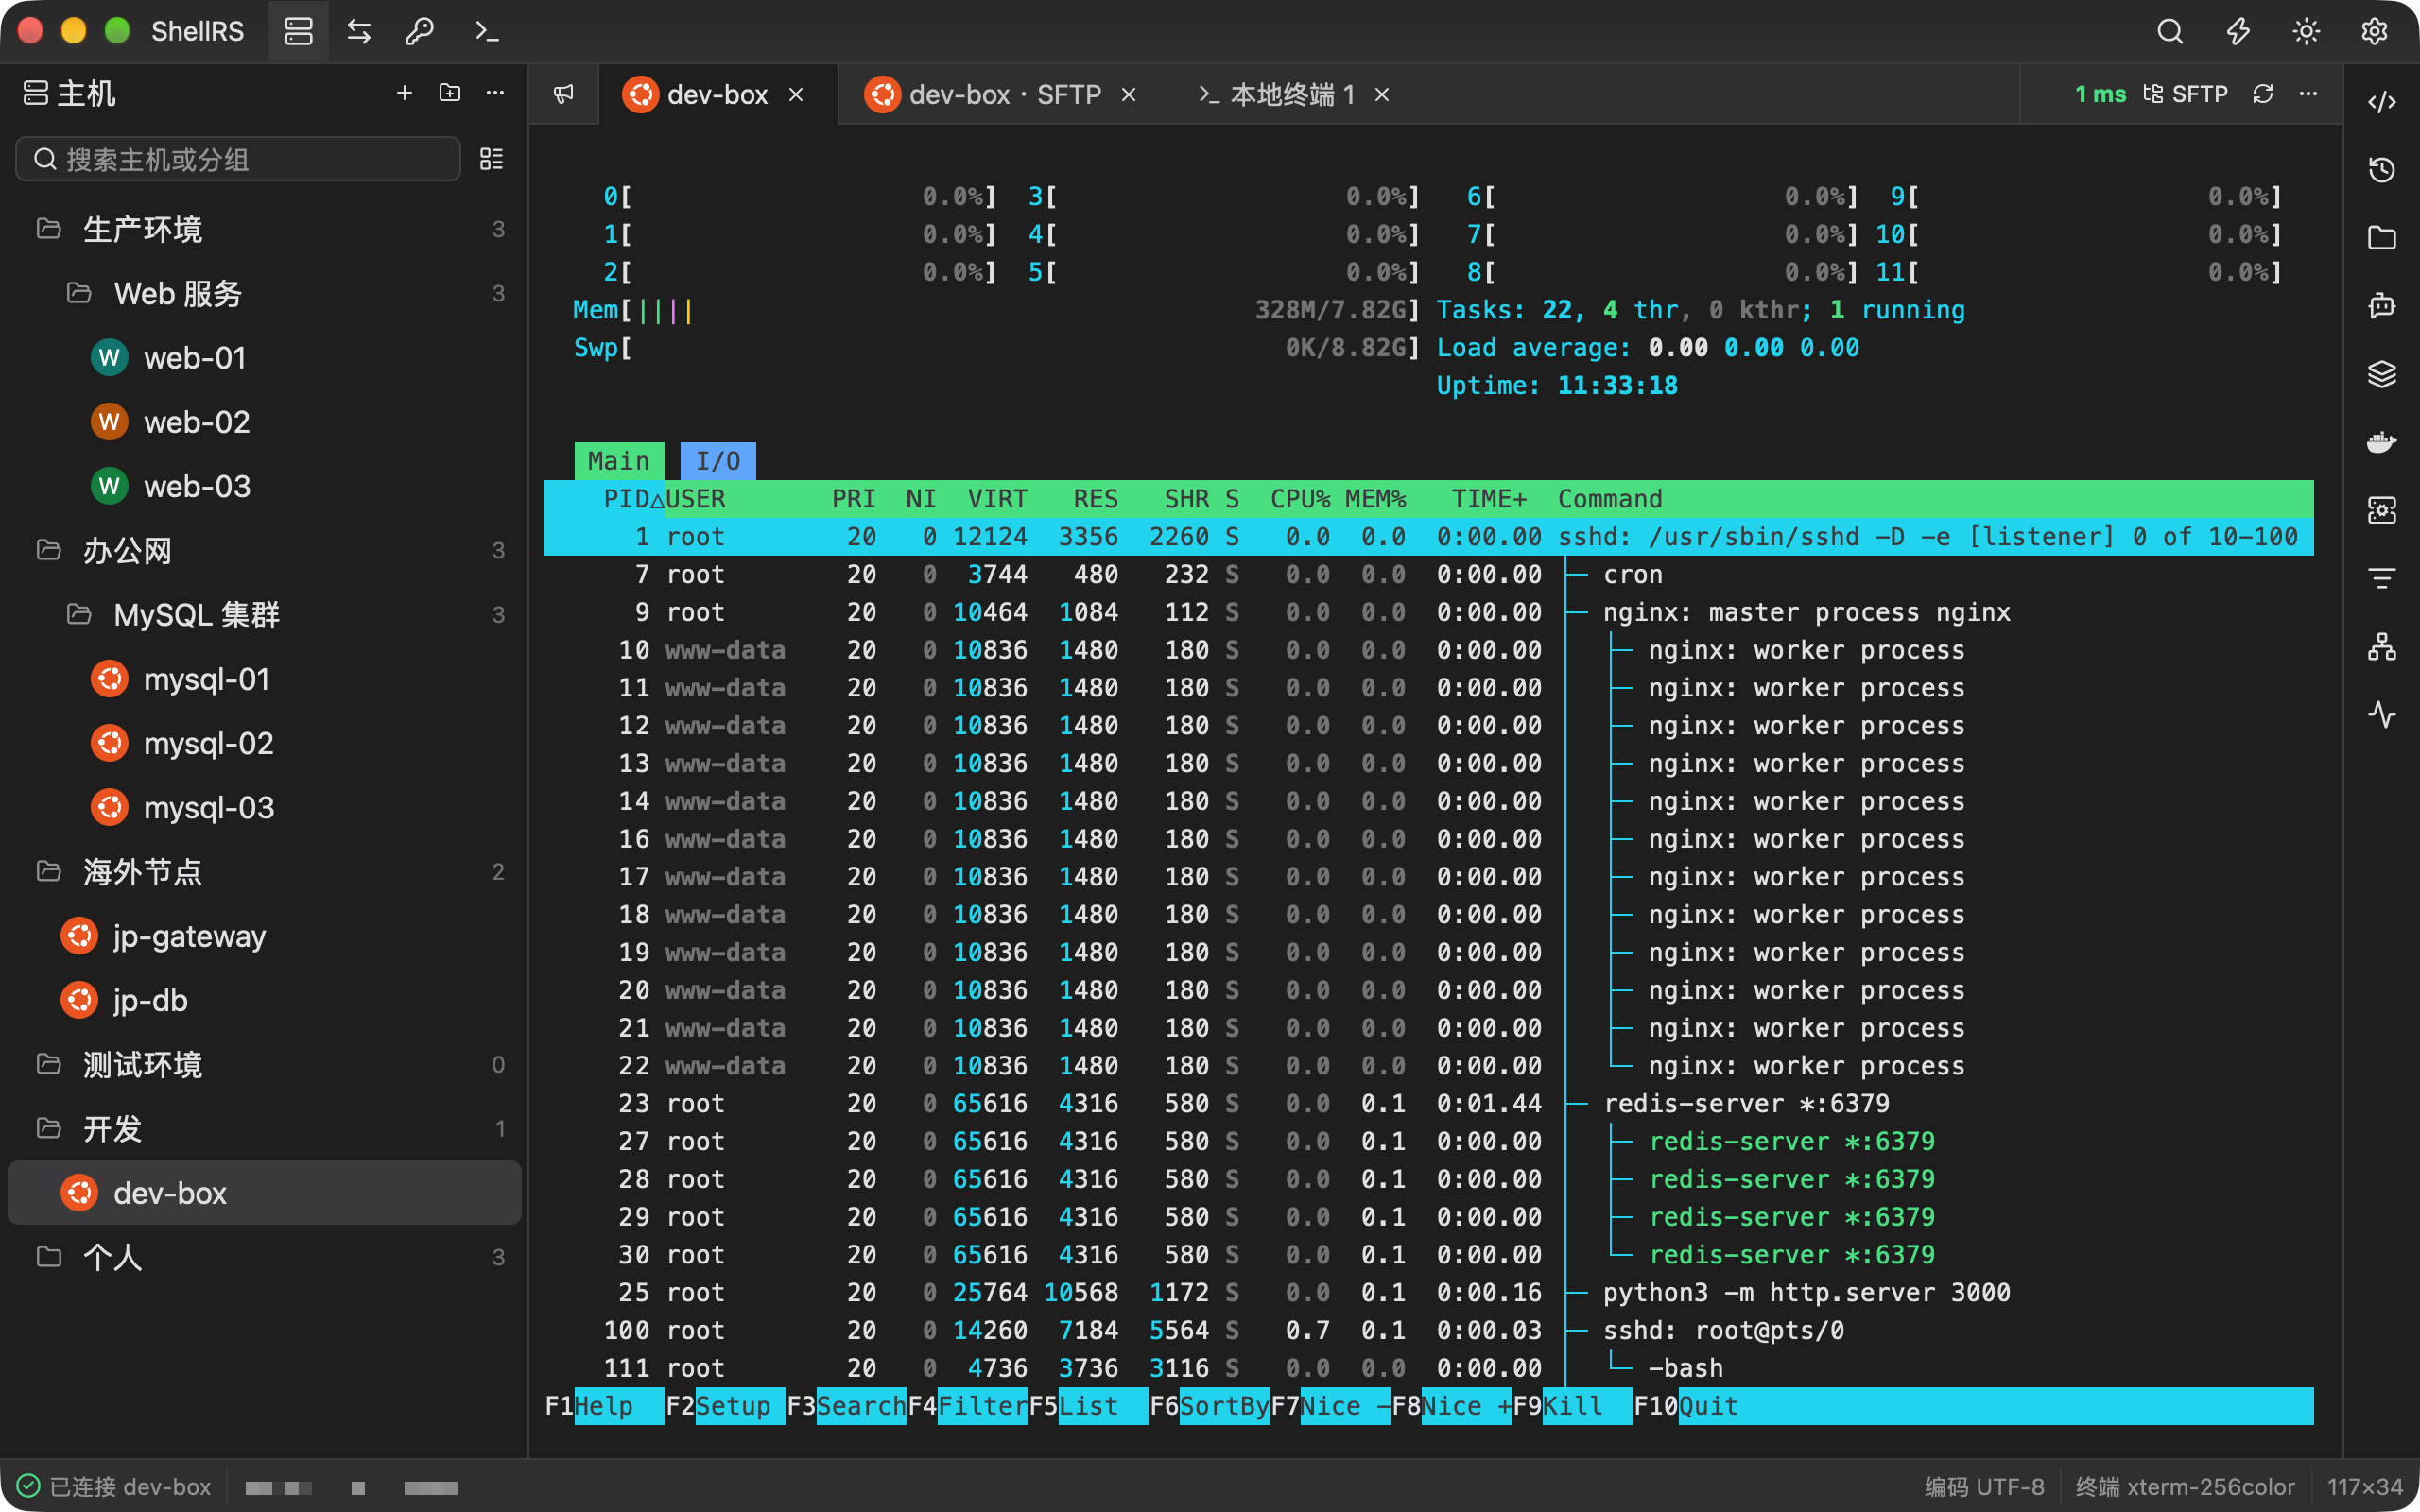 ShellRS
主机
搜索主机或分组
生产环境 3
Web 服务 3
W web-01
W web-02
W web-03
办公网 3
MySQL 集群 3
mysql-01
mysql-02
mysql-03
海外节点 2
jp-gateway
jp-db
测试环境 0
开发 1
dev-box
个人 3
dev-box × dev-box · SFTP × >_ 本地终端 1 × 1 ms SFTP
0[ 0.0%] 3[ 0.0%] 6[ 0.0%] 9[ 0.0%]
1[ 0.0%] 4[ 0.0%] 7[ 0.0%] 10[ 0.0%]
2[ 0.0%] 5[ 0.0%] 8[ 0.0%] 11[ 0.0%]
Mem[|||| 328M/7.82G] Tasks: 22, 4 thr, 0 kthr; 1 running
Swp[ 0K/8.82G] Load average: 0.00 0.00 0.00
Uptime: 11:33:18
Main I/O
PID△USER PRI NI VIRT RES SHR S CPU% MEM% TIME+ Command
1 root 20 0 12124 3356 2260 S 0.0 0.0 0:00.00 sshd: /usr/sbin/sshd -D -e [listener] 0 of 10-100
7 root 20 0 3744 480 232 S 0.0 0.0 0:00.00 ├─ cron
9 root 20 0 10464 1084 112 S 0.0 0.0 0:00.00 ├─ nginx: master process nginx
10 www-data 20 0 10836 1480 180 S 0.0 0.0 0:00.00 │ ├─ nginx: worker process
11 www-data 20 0 10836 1480 180 S 0.0 0.0 0:00.00 │ ├─ nginx: worker process
12 www-data 20 0 10836 1480 180 S 0.0 0.0 0:00.00 │ ├─ nginx: worker process
13 www-data 20 0 10836 1480 180 S 0.0 0.0 0:00.00 │ ├─ nginx: worker process
14 www-data 20 0 10836 1480 180 S 0.0 0.0 0:00.00 │ ├─ nginx: worker process
16 www-data 20 0 10836 1480 180 S 0.0 0.0 0:00.00 │ ├─ nginx: worker process
17 www-data 20 0 10836 1480 180 S 0.0 0.0 0:00.00 │ ├─ nginx: worker process
18 www-data 20 0 10836 1480 180 S 0.0 0.0 0:00.00 │ ├─ nginx: worker process
19 www-data 20 0 10836 1480 180 S 0.0 0.0 0:00.00 │ ├─ nginx: worker process
20 www-data 20 0 10836 1480 180 S 0.0 0.0 0:00.00 │ ├─ nginx: worker process
21 www-data 20 0 10836 1480 180 S 0.0 0.0 0:00.00 │ ├─ nginx: worker process
22 www-data 20 0 10836 1480 180 S 0.0 0.0 0:00.00 │ └─ nginx: worker process
23 root 20 0 65616 4316 580 S 0.0 0.1 0:01.44 ├─ redis-server *:6379
27 root 20 0 65616 4316 580 S 0.0 0.1 0:00.00 │ ├─ redis-server *:6379
28 root 20 0 65616 4316 580 S 0.0 0.1 0:00.00 │ ├─ redis-server *:6379
29 root 20 0 65616 4316 580 S 0.0 0.1 0:00.00 │ ├─ redis-server *:6379
30 root 20 0 65616 4316 580 S 0.0 0.1 0:00.00 │ └─ redis-server *:6379
25 root 20 0 25764 10568 1172 S 0.0 0.1 0:00.16 ├─ python3 -m http.server 3000
100 root 20 0 14260 7184 5564 S 0.7 0.1 0:00.03 ├─ sshd: root@pts/0
111 root 20 0 4736 3736 3116 S 0.0 0.0 0:00.00 │ └─ -bash
F1Help F2Setup F3SearchF4FilterF5List F6SortByF7Nice -F8Nice +F9Kill F10Quit
已连接 dev-box 编码 UTF-8 终端 xterm-256color 117×34